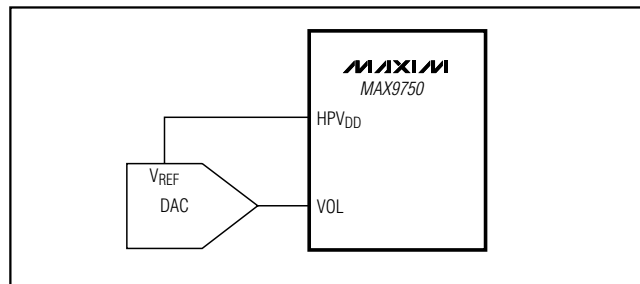 MAXIM
MAX9750
HPVDD
VREF
DAC
VOL